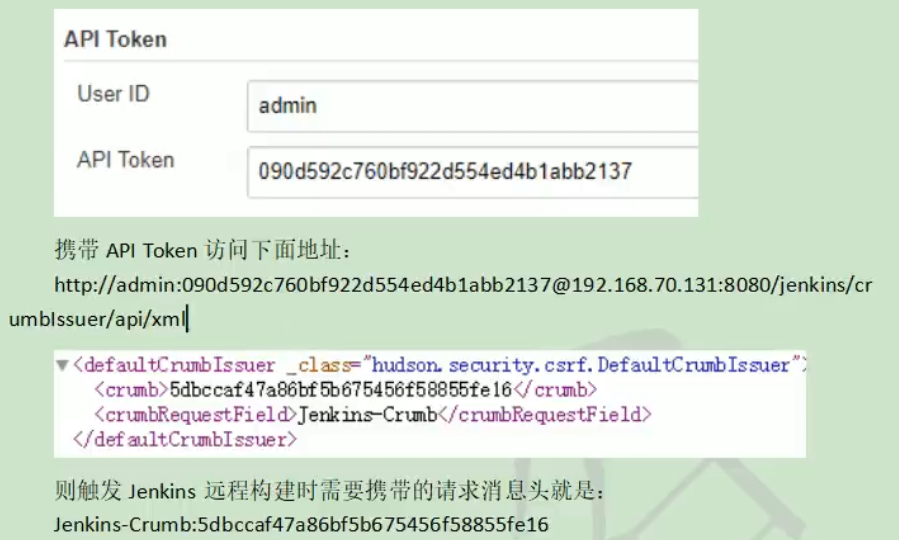 API Token
User ID
admin
API Token
090d592c760bf922d554ed4b1abb2137
携带 API Token 访问下面地址：
http://admin:090d592c760bf922d554ed4b1abb2137@192.168.70.131:8080/jenkins/cr
umbIssuer/api/xml
<defaultCrumbIssuer _class="hudson.security.csrf.DefaultCrumbIssuer">
<crumb>5dbccaf47a86bf5b675456f58855fe16</crumb>
<crumbRequestField>Jenkins-Crumb</crumbRequestField>
</defaultCrumbIssuer>
则触发 Jenkins 远程构建时需要携带的请求消息头就是：
Jenkins-Crumb:5dbccaf47a86bf5b675456f58855fe16